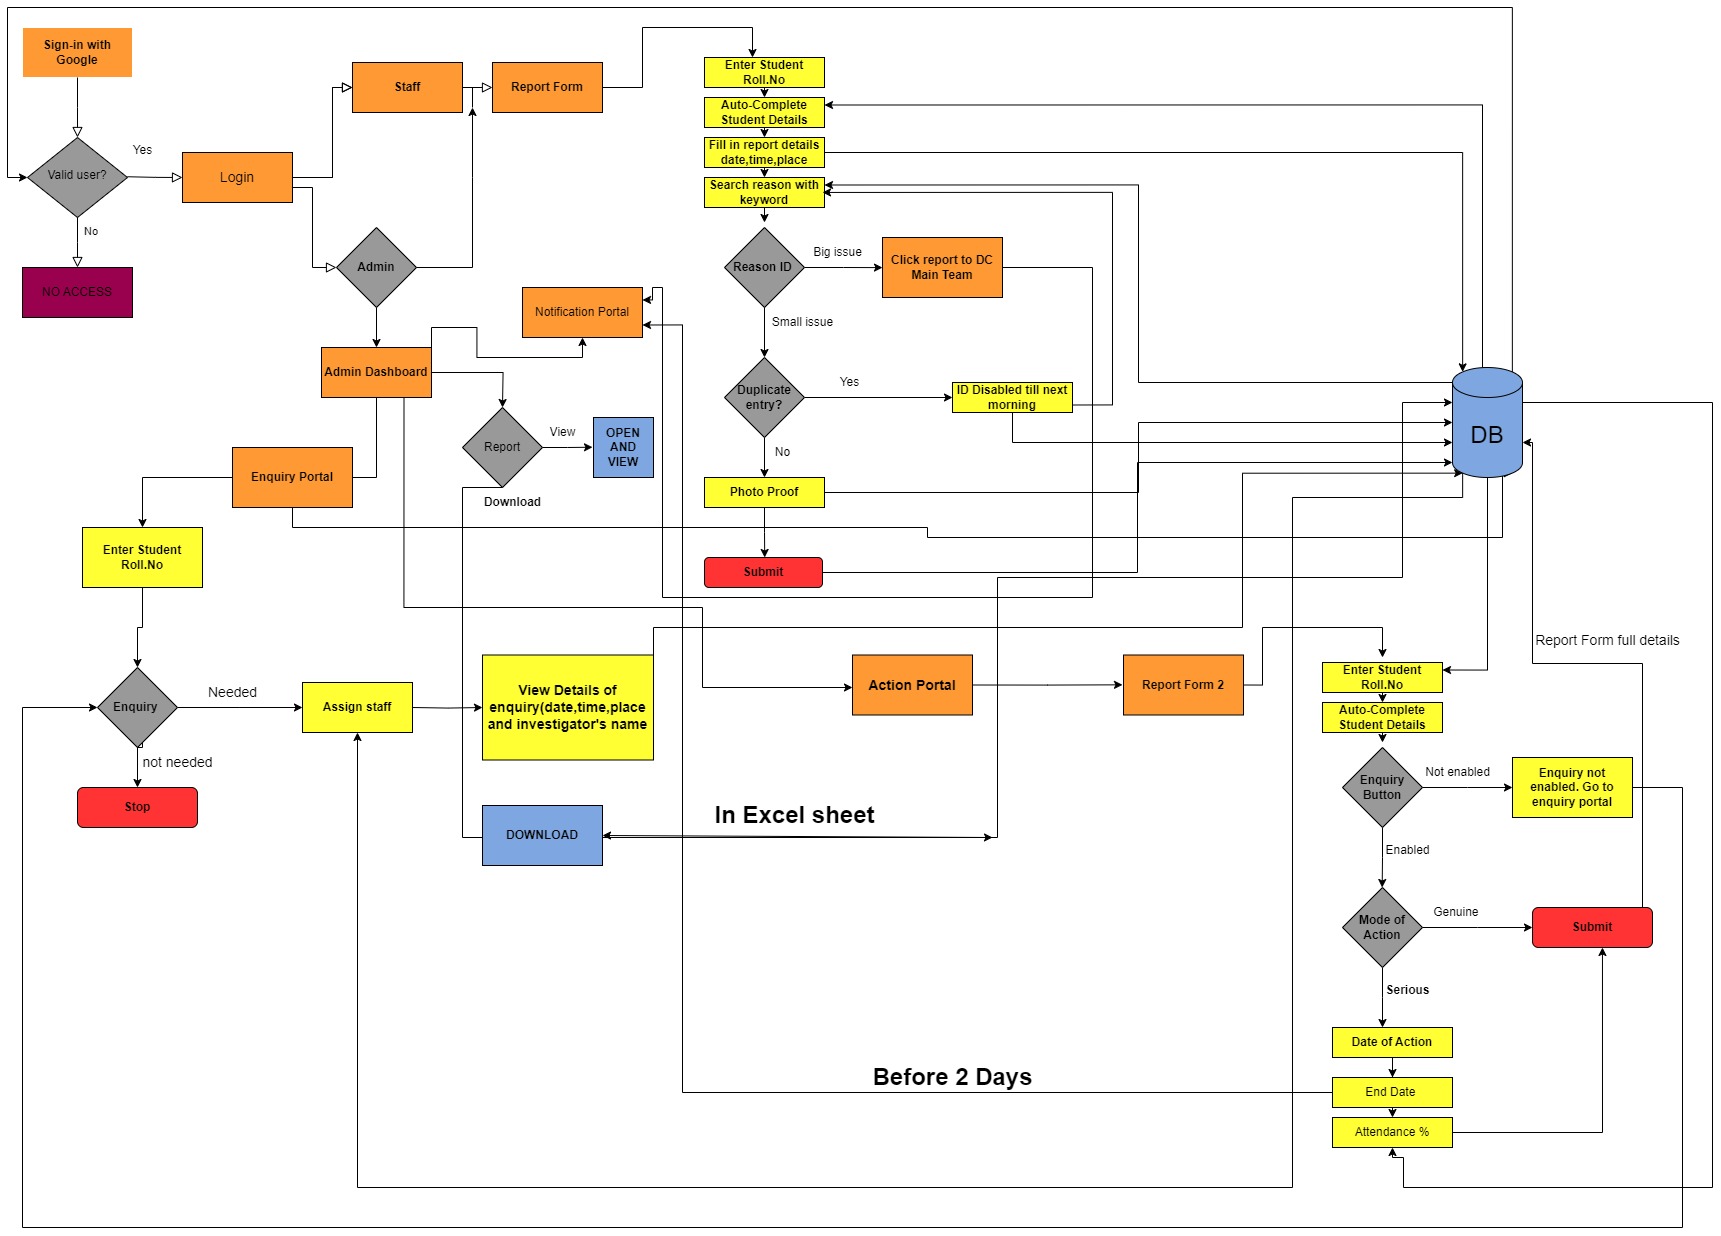 Sign-in with
Google
Valid user?
Yes
No
NO ACCESS
Login
Staff
Report Form
Admin
Admin Dashboard
Notification Portal
Report
View
OPEN
AND
VIEW
Download
Enquiry Portal
Enter Student
Roll.No
Enquiry
Needed
not needed
Stop
Assign staff
View Details of
enquiry(date,time,place
and investigator's name
DOWNLOAD
In Excel sheet
Enter Student
Roll.No
Auto-Complete
Student Details
Fill in report details
date,time,place
Search reason with
keyword
Reason ID
Big issue
Click report to DC
Main Team
Small issue
Duplicate
entry?
Yes
ID Disabled till next
morning
No
Photo Proof
Submit
DB
Action Portal
Report Form 2
Report Form full details
Enter Student
Roll.No
Auto-Complete
Student Details
Enquiry
Button
Not enabled
Enquiry not
enabled. Go to
enquiry portal
Enabled
Mode of
Action
Genuine
Submit
Serious
Date of Action
Before 2 Days
End Date
Attendance %